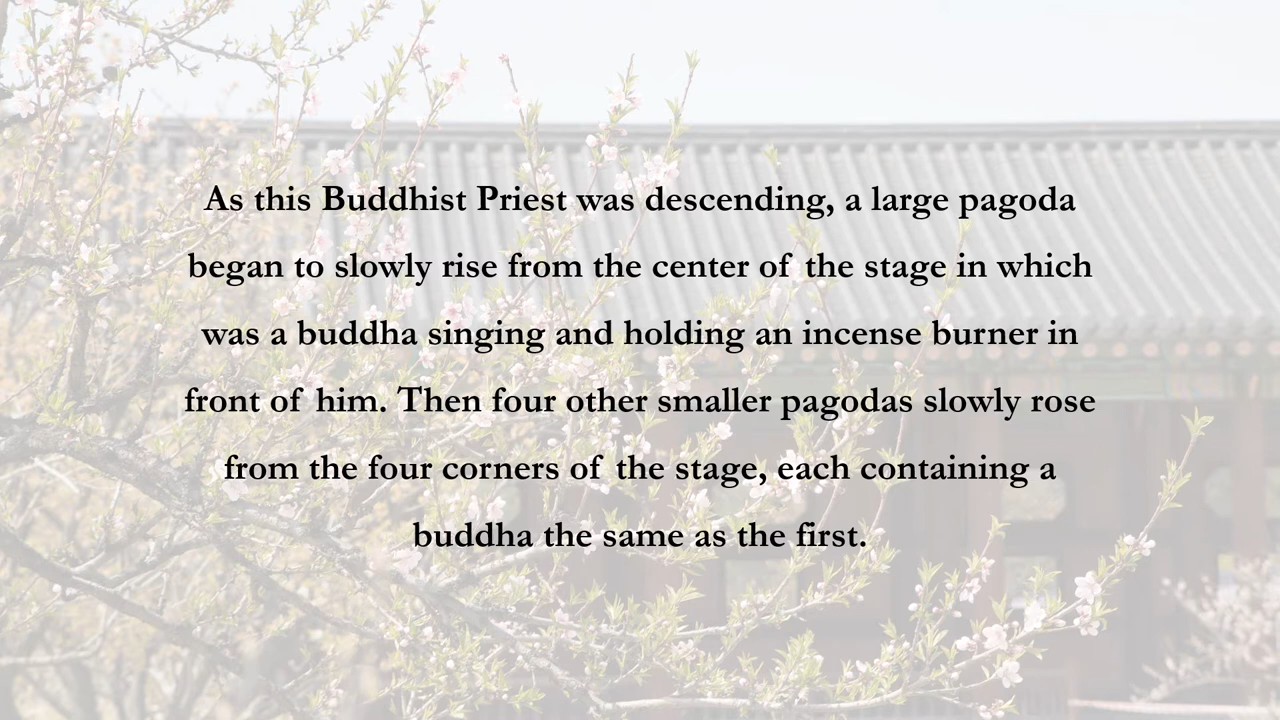 As this Buddhist Priest was descending, a large pagoda
began to slowly rise from the center of the stage in which
was a buddha singing and holding an incense burner in
front of him. Then four other smaller pagodas slowly rose
from the four corners of the stage, each containing a
buddha the same as the first.